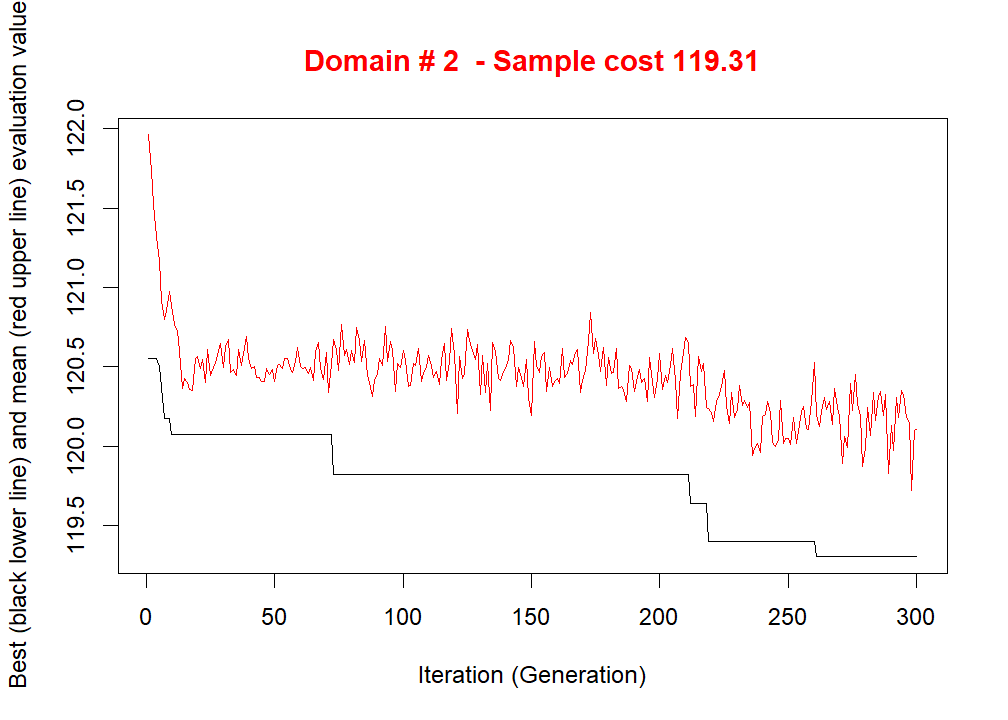 Domain # 2  - Sample cost 119.31
Best (black lower line) and mean (red upper line) evaluation value
122.0
121.5
121.0
120.5
120.0
119.5
0 50 100 150 200 250 300
Iteration (Generation)